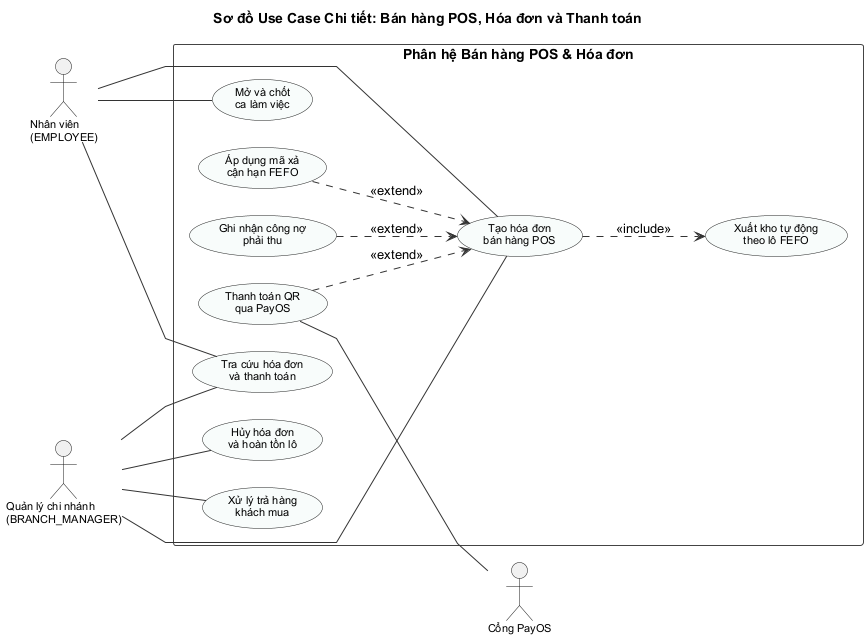 Sơ đồ Use Case Chi tiết: Bán hàng POS, Hóa đơn và Thanh toán
Phân hệ Bán hàng POS & Hóa đơn
Mở và chốt
ca làm việc
Nhân viên
(EMPLOYEE)
Áp dụng mã xả
cận hạn FEFO
«extend»
Ghi nhận công nợ
phải thu
«extend»
Tạo hóa đơn
bán hàng POS
«include»
Xuất kho tự động
theo lô FEFO
«extend»
Thanh toán QR
qua PayOS
Tra cứu hóa đơn
và thanh toán
Hủy hóa đơn
và hoàn tồn lô
Xử lý trả hàng
khách mua
Quản lý chi nhánh
(BRANCH_MANAGER)
Cổng PayOS